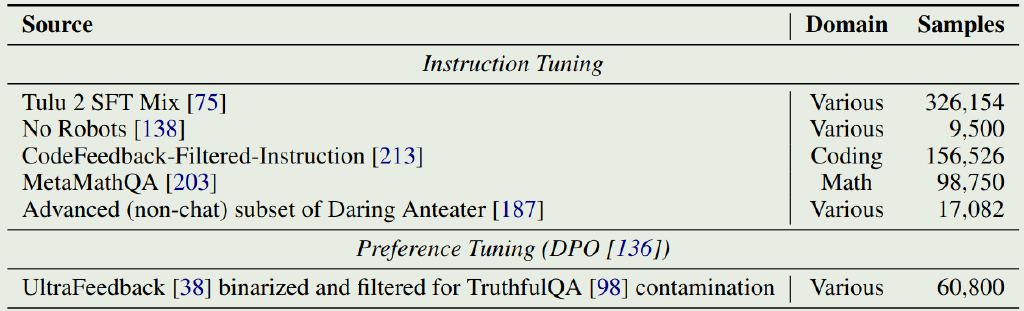 Source Domain Samples
Instruction Tuning
Tulu 2 SFT Mix [75] Various 326,154
No Robots [138] Various 9,500
CodeFeedback-Filtered-Instruction [213] Coding 156,526
MetaMathQA [203] Math 98,750
Advanced (non-chat) subset of Daring Anteater [187] Various 17,082
Preference Tuning (DPO [136])
UltraFeedback [38] binarized and filtered for TruthfulQA [98] contamination Various 60,800